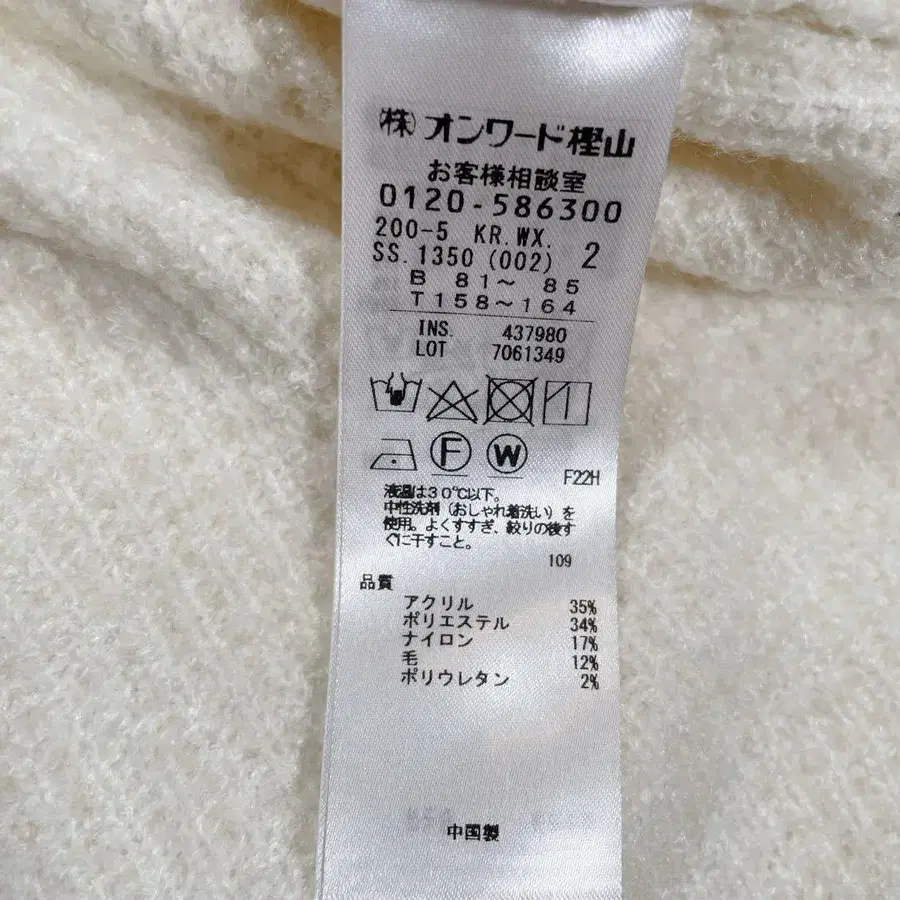 ㈱オンワード樫山
お客様相談室
0120-586300
200-5 KR.WX. 2
SS.1350 (002)
B 81～ 85
T158～164
INS. 437980
LOT 7061349
F W
F22H
液温は30℃以下。
中性洗剤（おしゃれ着洗い）を
使用。よくすすぎ、絞りの後す
ぐに干すこと。
109
品質
アクリル 35%
ポリエステル 34%
ナイロン 17%
毛 12%
ポリウレタン 2%
中国製